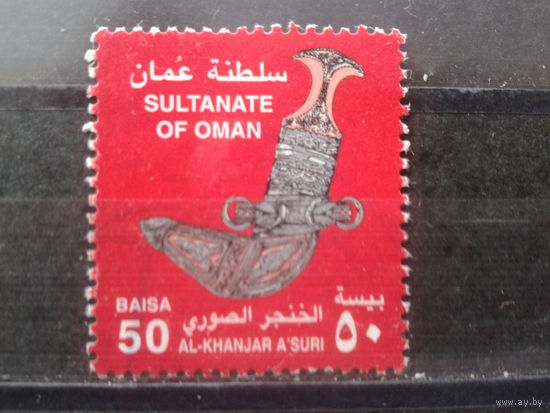 سلطنة عُمان
SULTANATE
OF OMAN
BAISA
50
الخنجر الصوري
AL-KHANJAR A'SURI
بيسة
٥٠
www.ay.by